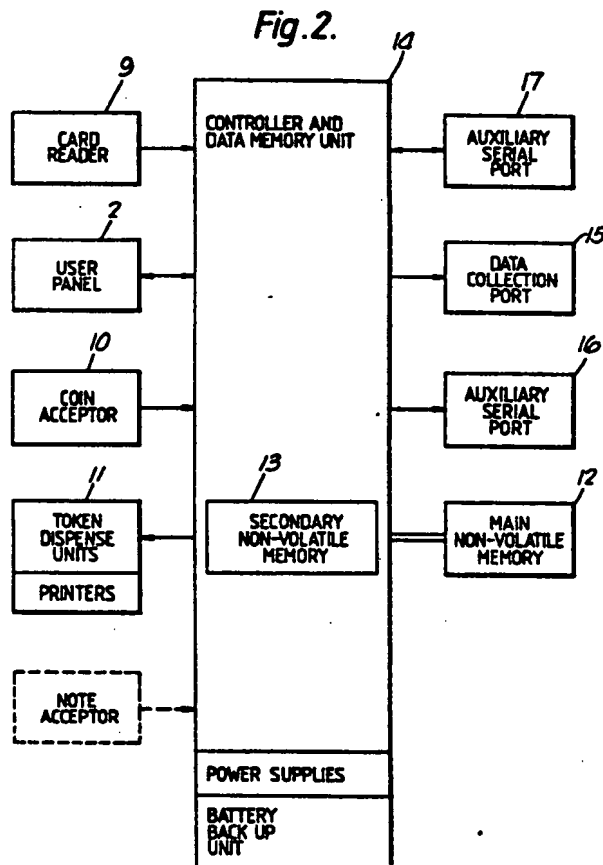 Fig.2.
14
9
CARD
READER
CONTROLLER AND
DATA MEMORY UNIT
17
AUXILIARY
SERIAL
PORT
2
USER
PANEL
15
DATA
COLLECTION
PORT
10
COIN
ACCEPTOR
16
AUXILIARY
SERIAL
PORT
11
TOKEN
DISPENSE
UNITS
PRINTERS
13
SECONDARY
NON-VOLATILE
MEMORY
12
MAIN
NON-VOLATILE
MEMORY
NOTE
ACCEPTOR
POWER SUPPLIES
BATTERY
BACK UP
UNIT